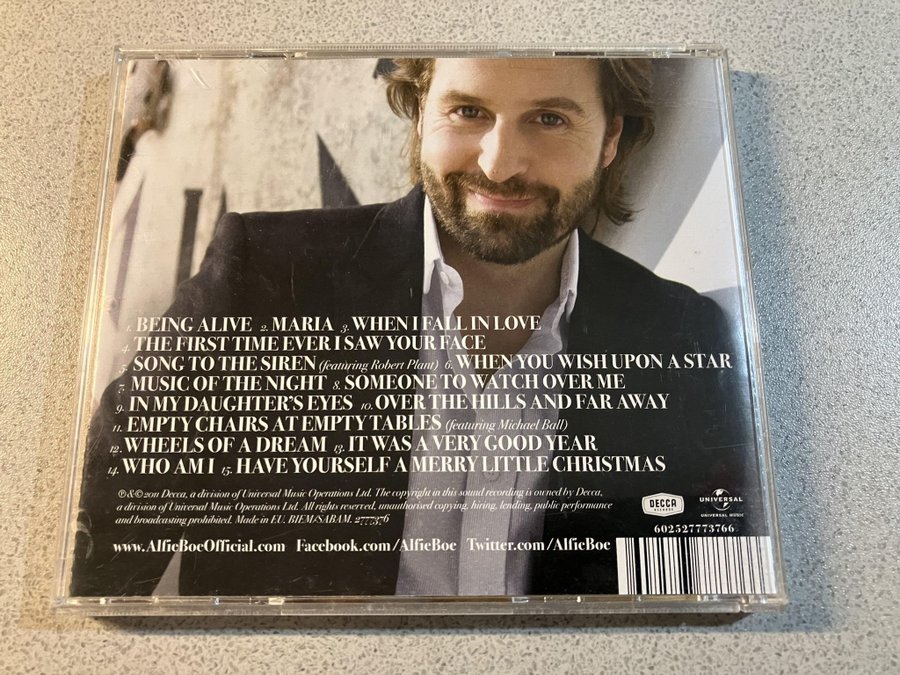 1. BEING ALIVE 2. MARIA 3. WHEN I FALL IN LOVE
4. THE FIRST TIME EVER I SAW YOUR FACE
5. SONG TO THE SIREN (featuring Robert Plant) 6. WHEN YOU WISH UPON A STAR
7. MUSIC OF THE NIGHT 8. SOMEONE TO WATCH OVER ME
9. IN MY DAUGHTER'S EYES 10. OVER THE HILLS AND FAR AWAY
11. EMPTY CHAIRS AT EMPTY TABLES (featuring Michael Ball)
12. WHEELS OF A DREAM 13. IT WAS A VERY GOOD YEAR
14. WHO AM I 15. HAVE YOURSELF A MERRY LITTLE CHRISTMAS
℗ & © 2011 Decca, a division of Universal Music Operations Ltd. The copyright in this sound recording is owned by Decca,
a division of Universal Music Operations Ltd. All rights reserved, unauthorised copying, hiring, lending, public performance
and broadcasting prohibited. Made in EU. BIEM/SABAM. 2777376
DECCA
RECORDS
UNIVERSAL
UNIVERSAL MUSIC
602527773766
www.AlfieBoeOfficial.com Facebook.com/AlfieBoe Twitter.com/AlfieBoe